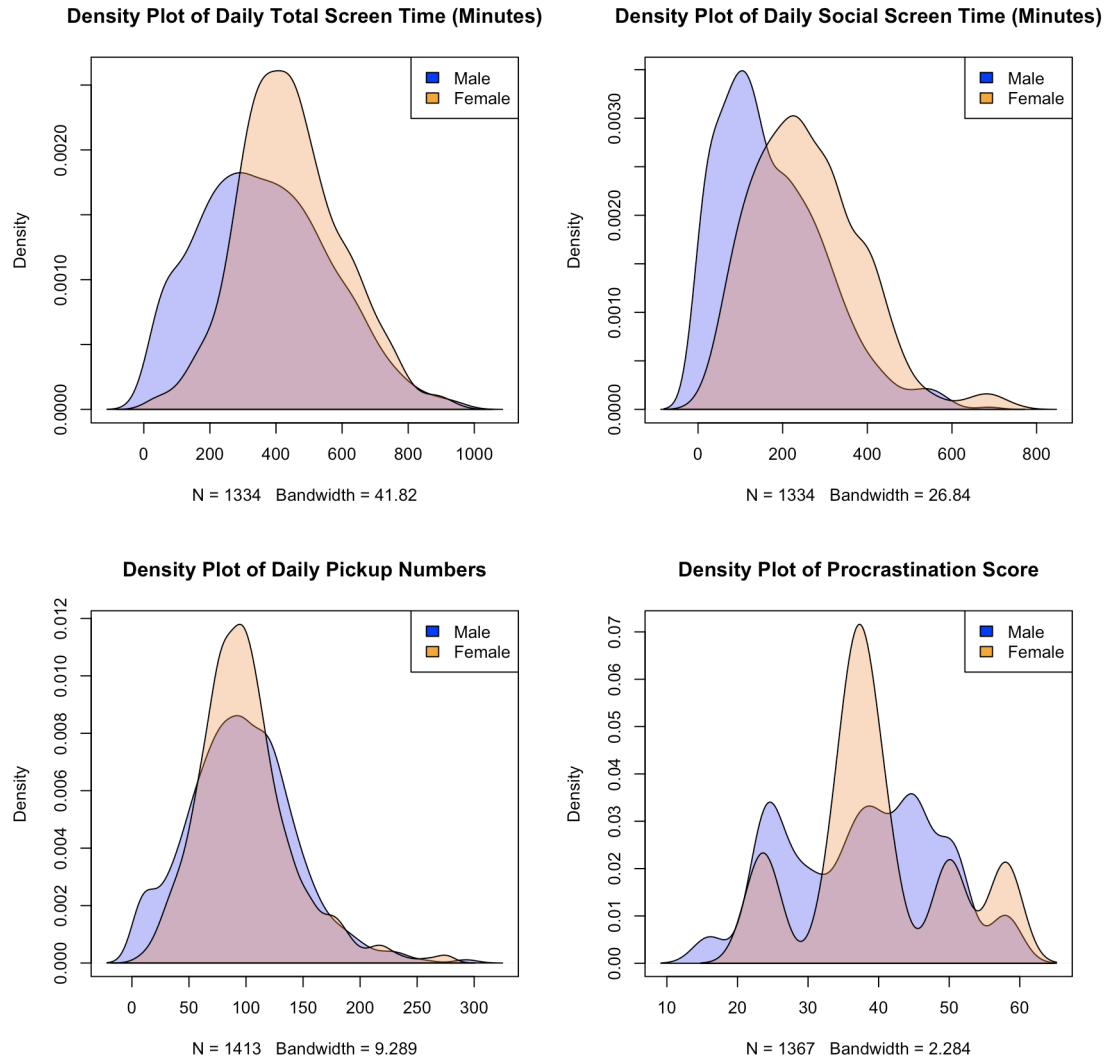 Density Plot of Daily Total Screen Time (Minutes)
Male
Female
Density
0.0000
0.0010
0.0020
0
200
400
600
800
1000
N = 1334   Bandwidth = 41.82
Density Plot of Daily Social Screen Time (Minutes)
Male
Female
Density
0.0000
0.0010
0.0020
0.0030
0
200
400
600
800
N = 1334   Bandwidth = 26.84
Density Plot of Daily Pickup Numbers
Male
Female
Density
0.000
0.002
0.004
0.006
0.008
0.010
0.012
0
50
100
150
200
250
300
N = 1413   Bandwidth = 9.289
Density Plot of Procrastination Score
Male
Female
Density
0.00
0.01
0.02
0.03
0.04
0.05
0.06
0.07
10
20
30
40
50
60
N = 1367   Bandwidth = 2.284